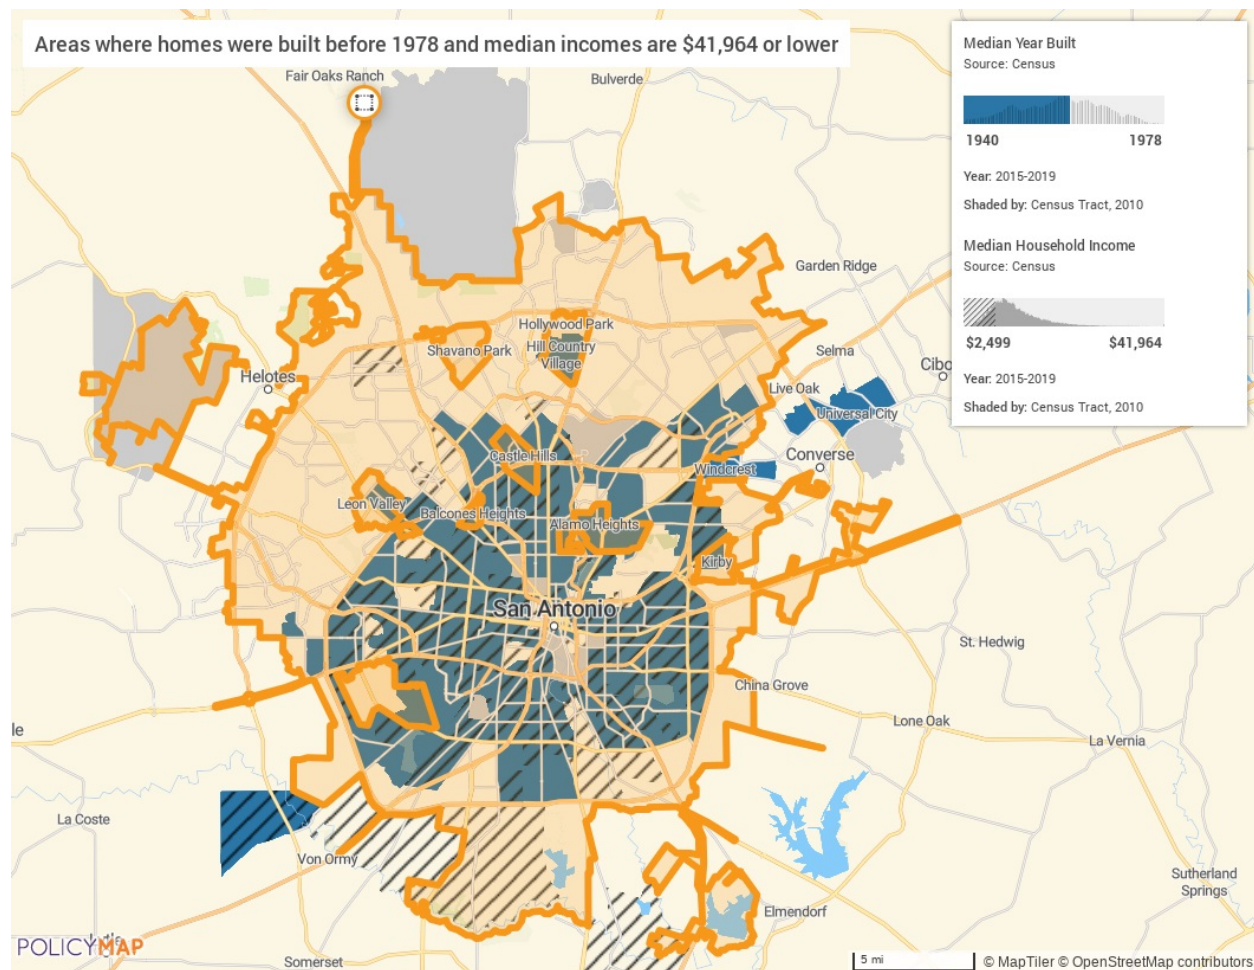 Areas where homes were built before 1978 and median incomes are $41,964 or lower
Median Year Built
Source: Census
1940 1978
Year: 2015-2019
Shaded by: Census Tract, 2010
Median Household Income
Source: Census
$2,499 $41,964
Year: 2015-2019
Shaded by: Census Tract, 2010
Fair Oaks Ranch
Bulverde
Garden Ridge
Hollywood Park
Shavano Park
Hill Country
Village
Selma
Cibo
Helotes
Live Oak
Universal City
Castle Hills
Windcrest
Converse
Leon Valley
Balcones Heights
Alamo Heights
Kirby
San Antonio
St. Hedwig
China Grove
Lone Oak
le
La Vernia
La Coste
Von Ormy
Sutherland
Springs
Elmendorf
POLICYMAP
Somerset
5 mi
© MapTiler © OpenStreetMap contributors